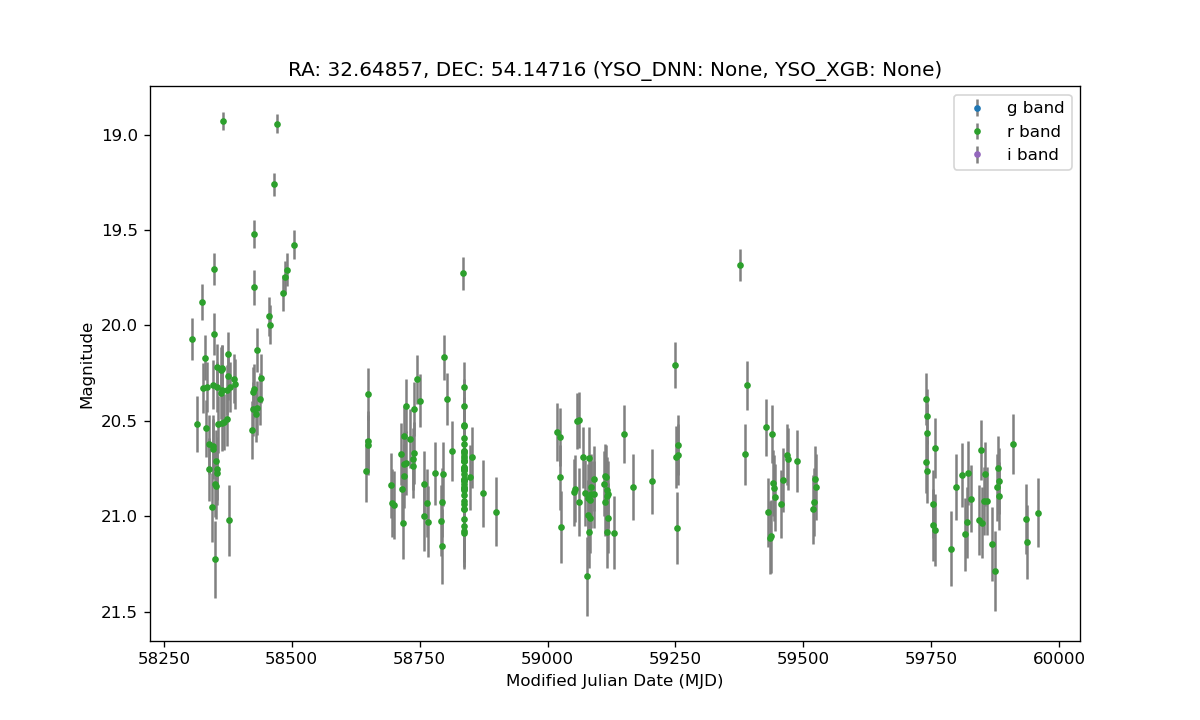 RA: 32.64857, DEC: 54.14716 (YSO_DNN: None, YSO_XGB: None)
g band
r band
i band
19.0
19.5
20.0
20.5
21.0
21.5
Magnitude
58250 58500 58750 59000 59250 59500 59750 60000
Modified Julian Date (MJD)